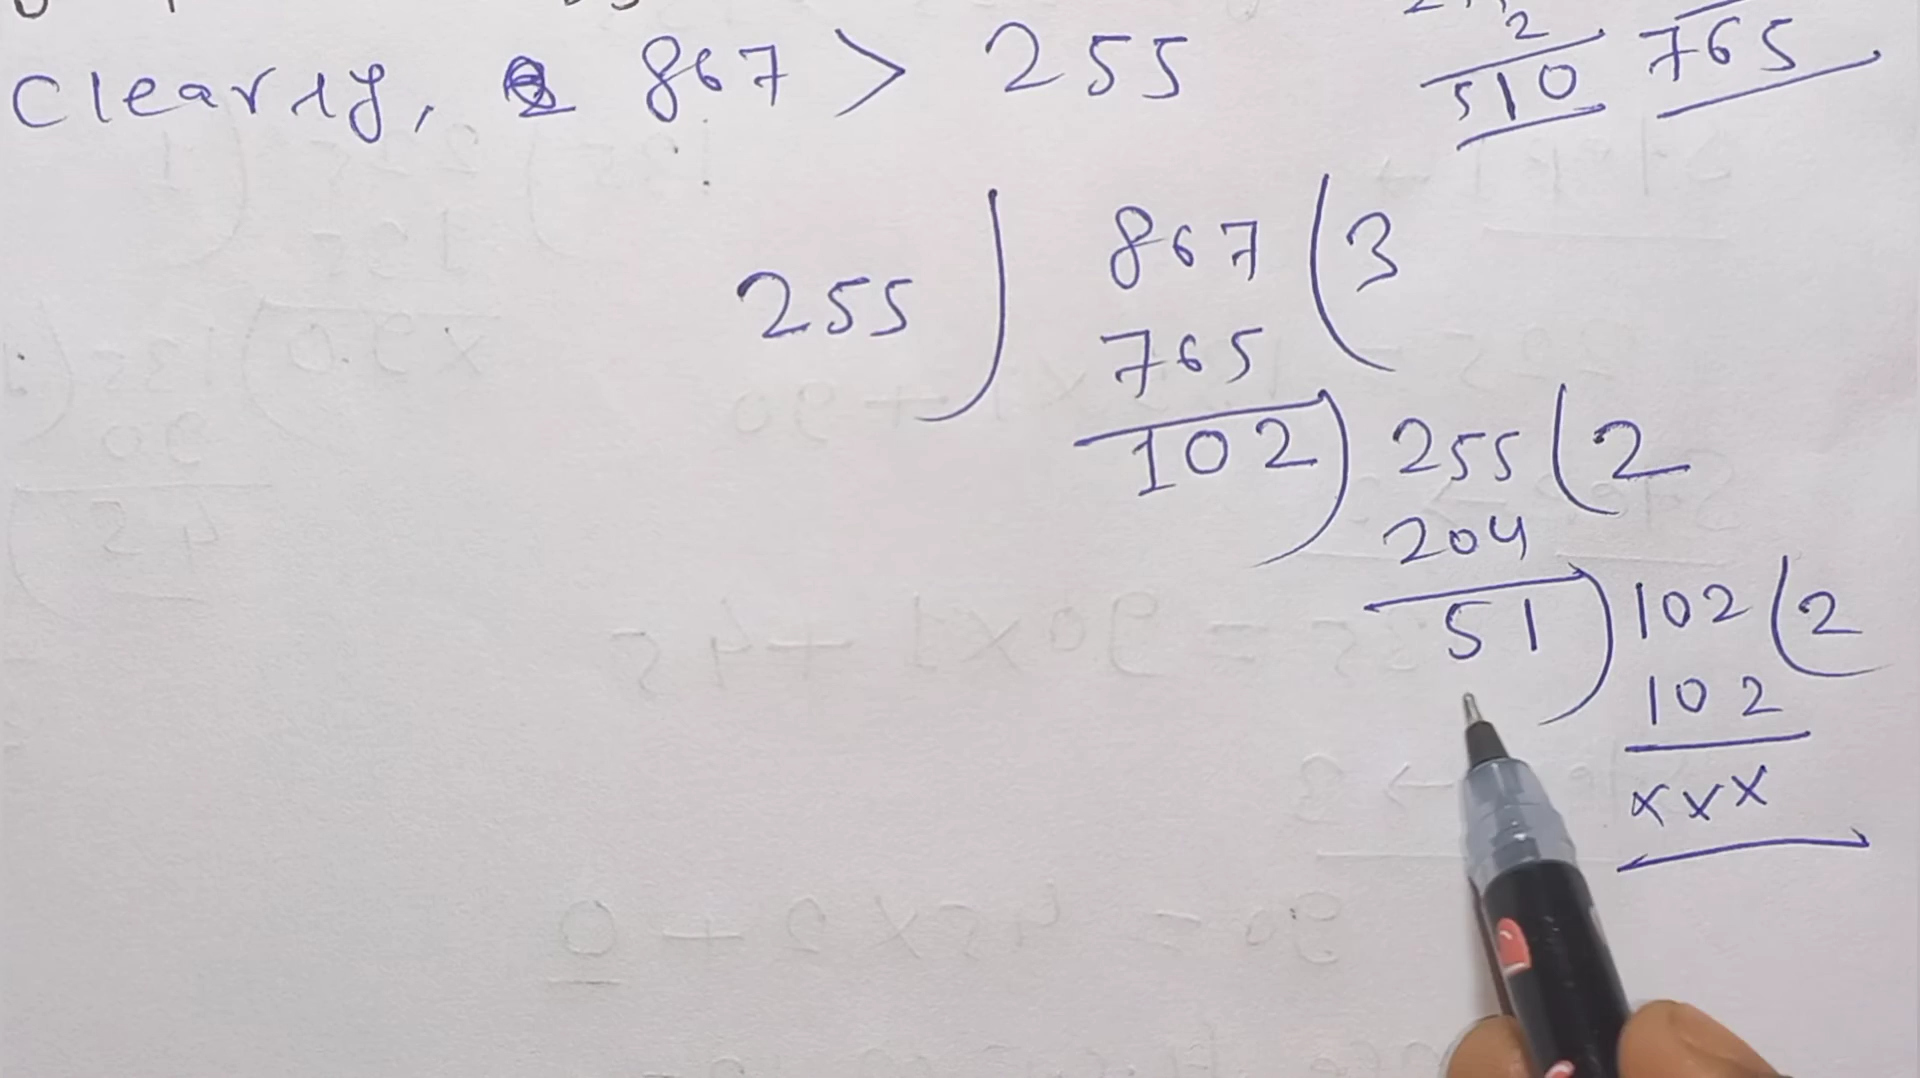 Clearly, 867 > 255
2
510 765
255 ) 867 ( 3
765
102 ) 255 ( 2
204
51 ) 102 ( 2
102
xxx